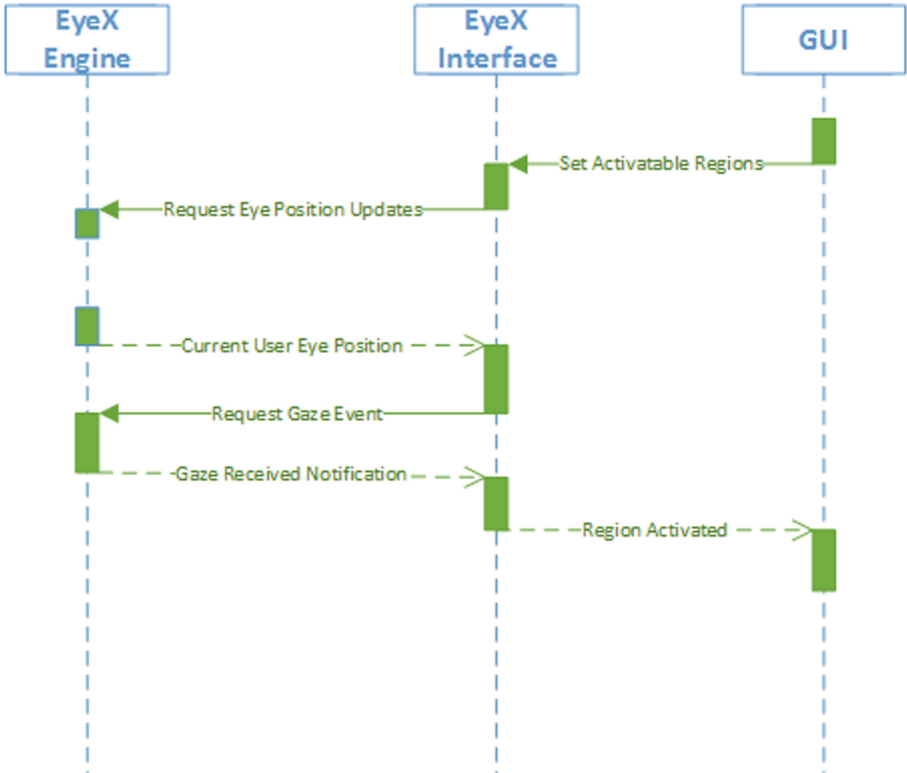 EyeX
Engine
EyeX
Interface
GUI
Set Activatable Regions
Request Eye Position Updates
Current User Eye Position
Request Gaze Event
Gaze Received Notification
Region Activated